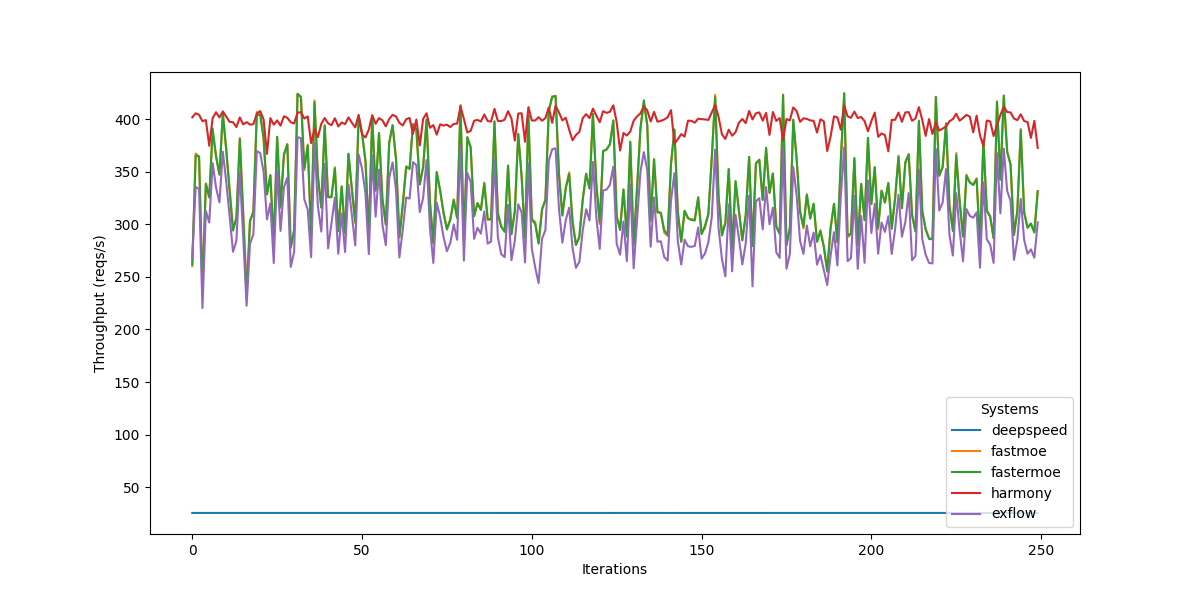 400
350
300
250
200
150
100
50
Throughput (reqs/s)
0
50
100
150
200
250
Iterations
Systems
deepspeed
fastmoe
fastermoe
harmony
exflow